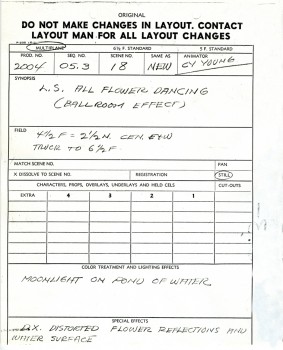 ORIGINAL
DO NOT MAKE CHANGES IN LAYOUT. CONTACT
LAYOUT MAN FOR ALL LAYOUT CHANGES
MULTIPLANE 6½ F. STANDARD 5 F. STANDARD
PROD. NO. SEQ. NO. SCENE NO. SAME AS ANIMATOR
2004 05.3 18 NEW CY YOUNG
SYNOPSIS
L.S. ALL FLOWER DANCING
(BALLROOM EFFECT)
FIELD
4½ F = 2½ N. CEN. E&W
TRUCK TO 6½ F.
MATCH SCENE NO. PAN
X DISSOLVE TO SCENE NO. REGISTRATION STILL
CHARACTERS, PROPS, OVERLAYS, UNDERLAYS AND HELD CELS CUT-OUTS
EXTRA 4 3 2 1
COLOR TREATMENT AND LIGHTING EFFECTS
MOONLIGHT ON POND OF WATER
SPECIAL EFFECTS
DISTORTED FLOWER REFLECTIONS AND
WATER SURFACE